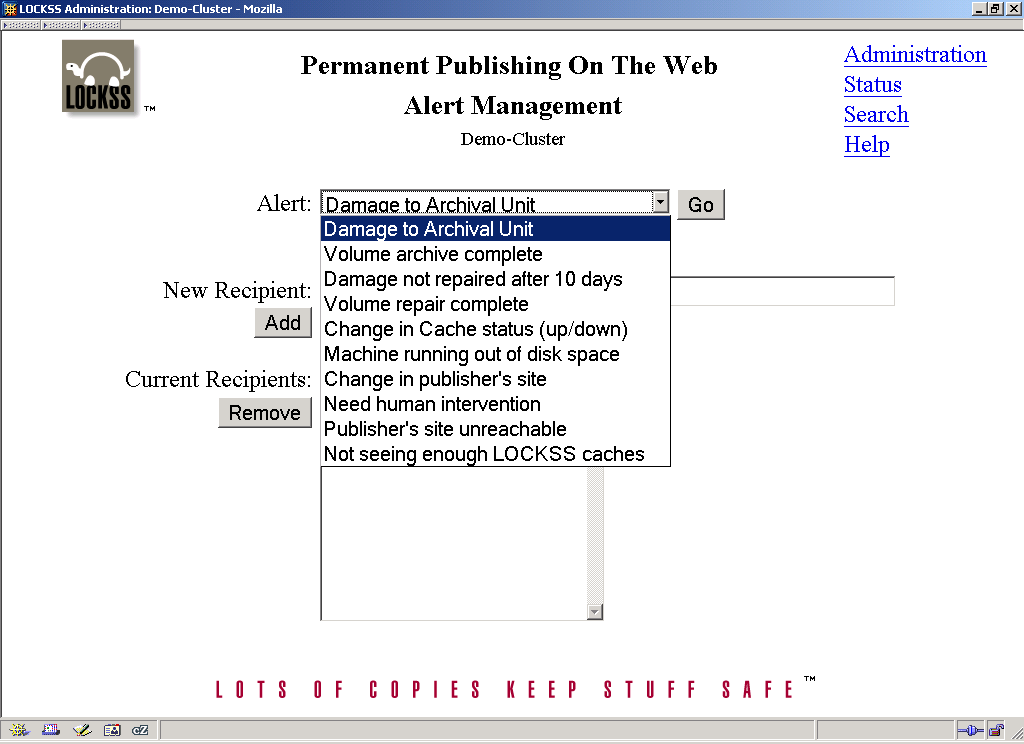 LOCKSS Administration: Demo-Cluster - Mozilla
LOCKSS ™
Permanent Publishing On The Web
Alert Management
Demo-Cluster
Administration
Status
Search
Help
Alert: Damage to Archival Unit Go
Damage to Archival Unit
Volume archive complete
Damage not repaired after 10 days
Volume repair complete
Change in Cache status (up/down)
Machine running out of disk space
Change in publisher's site
Need human intervention
Publisher's site unreachable
Not seeing enough LOCKSS caches
New Recipient:
Add
Current Recipients:
Remove
LOTS OF COPIES KEEP STUFF SAFE ™
cZ